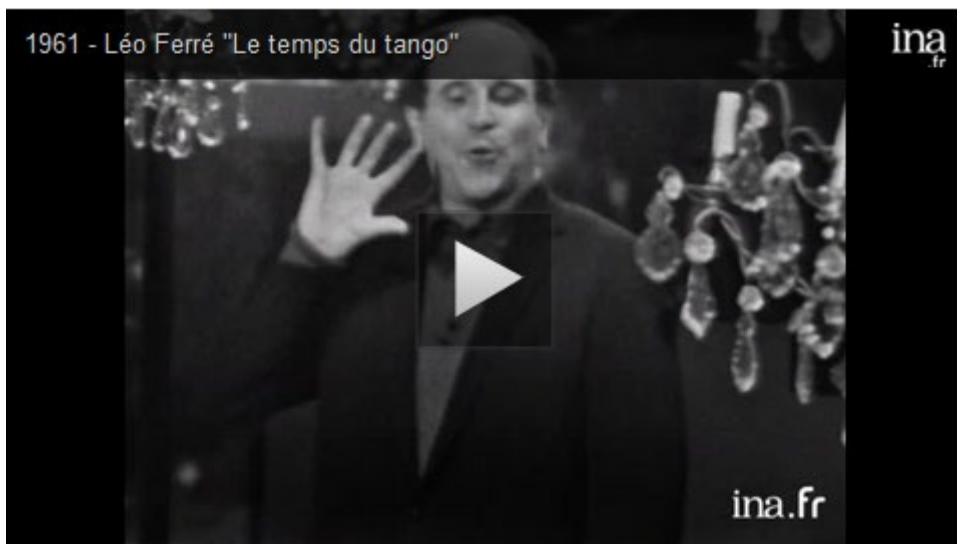 1961 - Léo Ferré "Le temps du tango"
ina
.fr
ina.fr